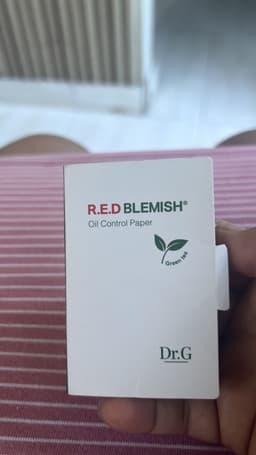 R.E.D BLEMISH®
Oil Control Paper
Green tea
Dr.G